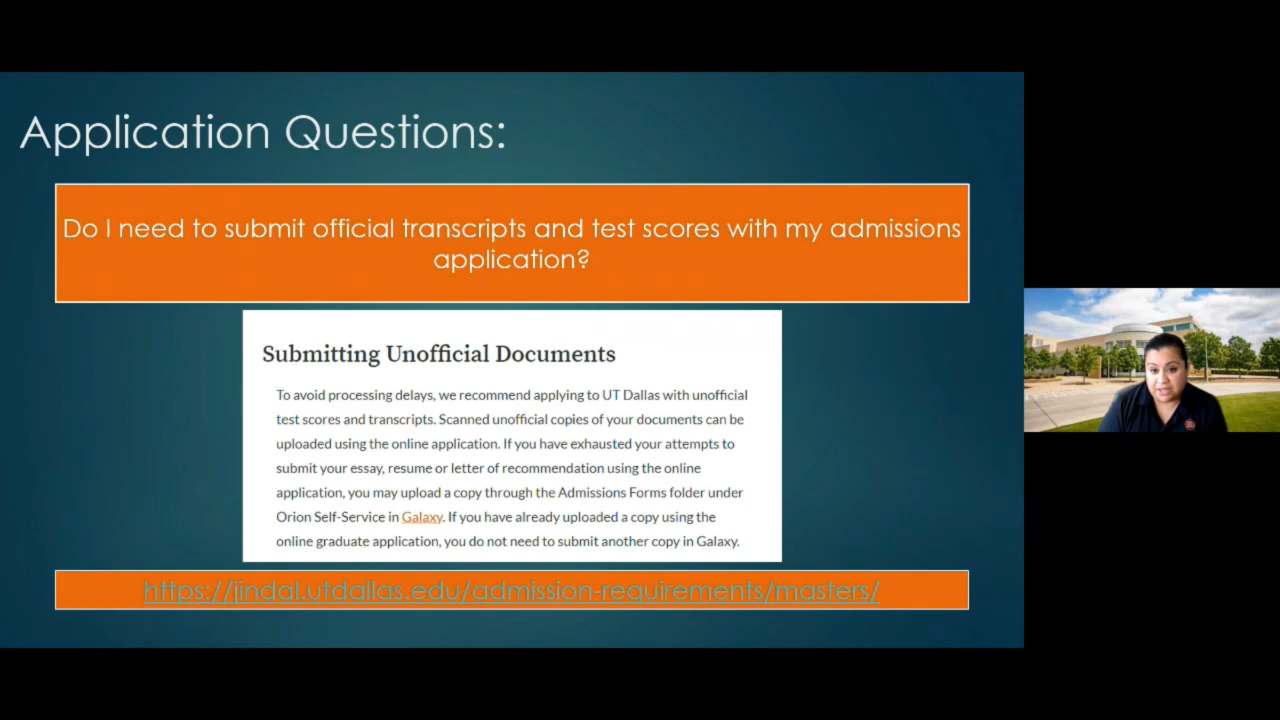 Application Questions:
Do I need to submit official transcripts and test scores with my admissions
application?
Submitting Unofficial Documents
To avoid processing delays, we recommend applying to UT Dallas with unofficial
test scores and transcripts. Scanned unofficial copies of your documents can be
uploaded using the online application. If you have exhausted your attempts to
submit your essay, resume or letter of recommendation using the online
application, you may upload a copy through the Admissions Forms folder under
Orion Self-Service in Galaxy. If you have already uploaded a copy using the
online graduate application, you do not need to submit another copy in Galaxy.
https://jindal.utdallas.edu/admission-requirements/masters/